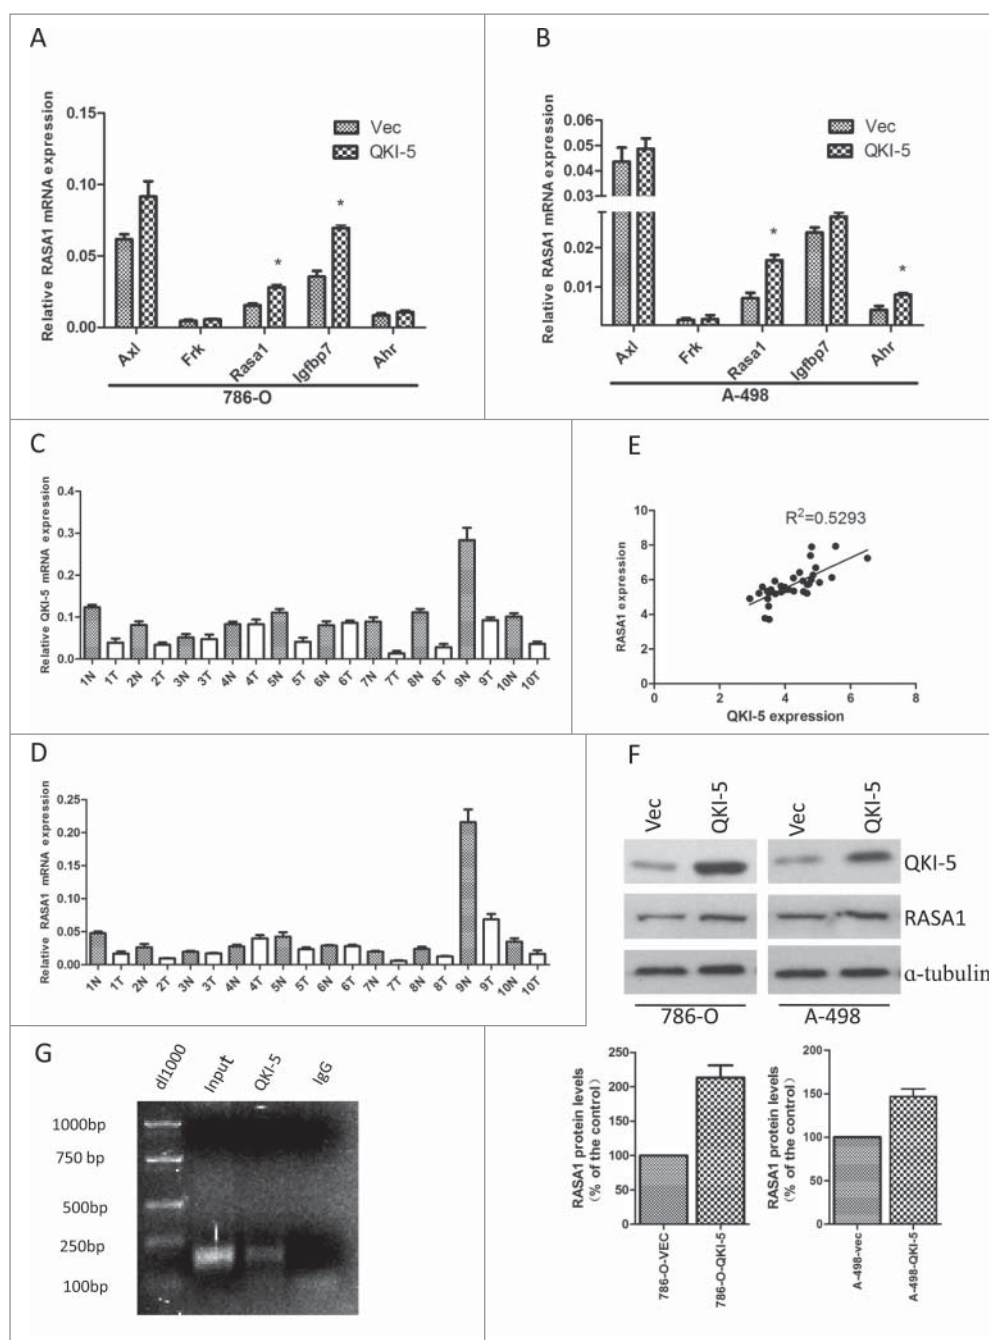 A
Relative RASA1 mRNA expression
0.15
0.10
0.05
0.00
Vec
QKI-5
*
*
Axl
Frk
Rasa1
Igfbp7
Ahr
786-O
B
Relative RASA1 mRNA expression
0.06
0.05
0.04
0.03
0.02
0.01
Vec
QKI-5
*
*
Axl
Frk
Rasa1
Igfbp7
Ahr
A-498
C
Relative QKI-5 mRNA expression
0.4
0.3
0.2
0.1
0.0
1N 1T 2N 2T 3N 3T 4N 4T 5N 5T 6N 6T 7N 7T 8N 8T 9N 9T 10N 10T
E
R²=0.5293
RASA1 expression
10
8
6
4
2
0
0 2 4 6 8
QKI-5 expression
D
Relative RASA1 mRNA expression
0.25
0.20
0.15
0.10
0.05
0.00
1N 1T 2N 2T 3N 3T 4N 4T 5N 5T 6N 6T 7N 7T 8N 8T 9N 9T 10N 10T
F
Vec QKI-5 Vec QKI-5
QKI-5
RASA1
α-tubulin
786-O A-498
RASA1 protein levels
(% of the control)
250
200
150
100
50
0
786-O-VEC
786-O-QKI-5
RASA1 protein levels
(% of the control)
200
150
100
50
0
A-498-vec
A-498-QKI-5
G
dl1000 Input QKI-5 IgG
1000bp
750 bp
500bp
250bp
100bp